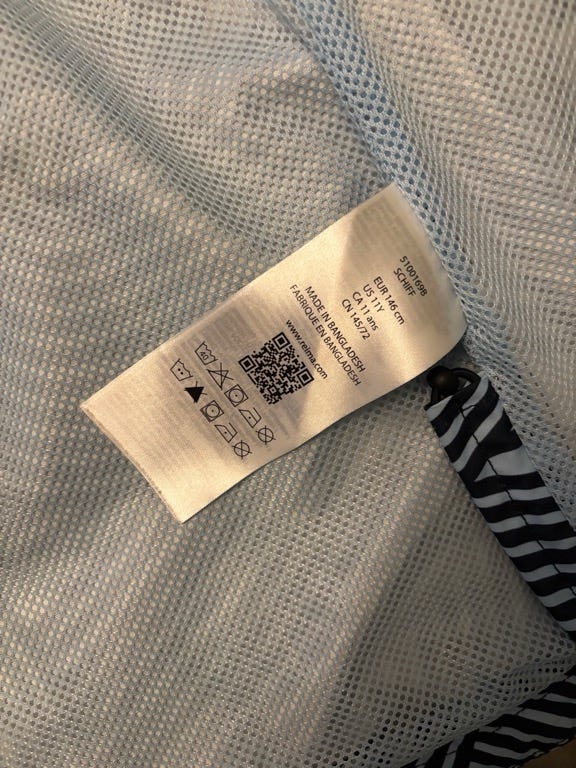 5100169B
SCHIFF
EUR 146 cm
US 11Y
CA 11 ans
CN 145/72
MADE IN BANGLADESH
FABRIQUE EN BANGLADESH
www.reima.com
40